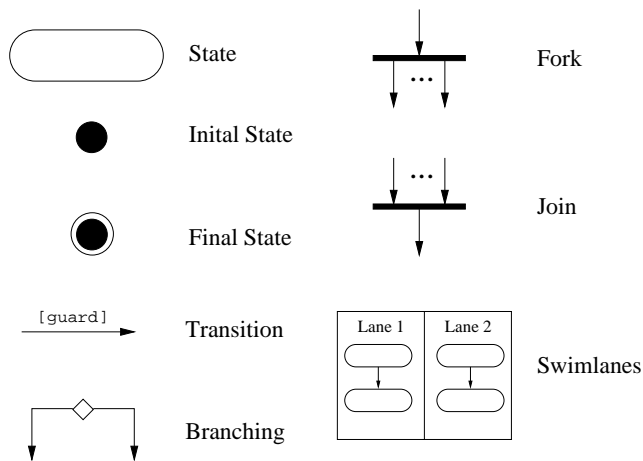 State
Inital State
Final State
[guard]
Transition
Branching
...
Fork
...
Join
Lane 1
Lane 2
Swimlanes